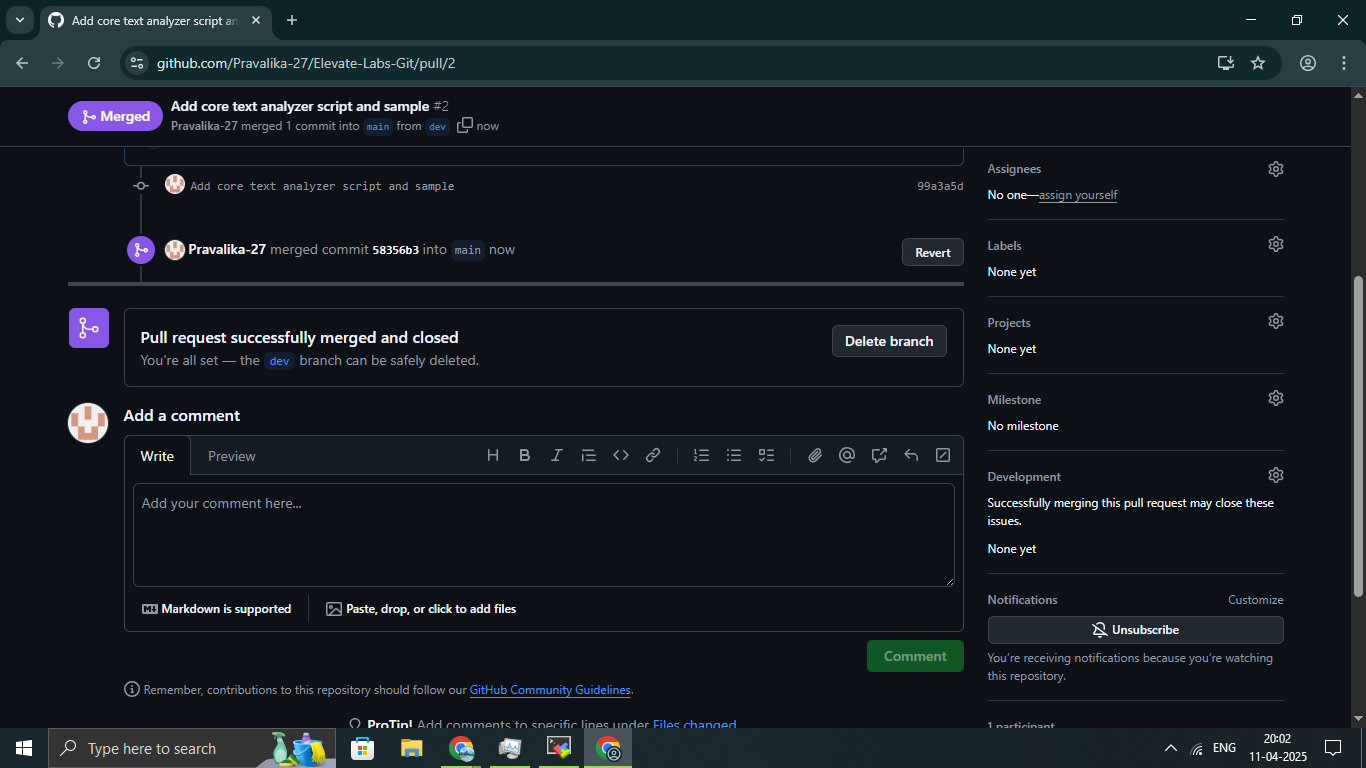 Add core text analyzer script an
github.com/Pravalika-27/Elevate-Labs-Git/pull/2
Merged
Add core text analyzer script and sample #2
Pravalika-27 merged 1 commit into main from dev now
Add core text analyzer script and sample 99a3a5d
Pravalika-27 merged commit 58356b3 into main now
Revert
Pull request successfully merged and closed
You're all set — the dev branch can be safely deleted.
Delete branch
Add a comment
Write Preview
Add your comment here...
Markdown is supported
Paste, drop, or click to add files
Comment
Remember, contributions to this repository should follow our GitHub Community Guidelines.
ProTip! Add comments to specific lines under Files changed
Assignees
No one—assign yourself
Labels
None yet
Projects
None yet
Milestone
No milestone
Development
Successfully merging this pull request may close these
issues.
None yet
Notifications Customize
Unsubscribe
You're receiving notifications because you're watching
this repository.
1 participant
Type here to search
ENG
20:02
11-04-2025